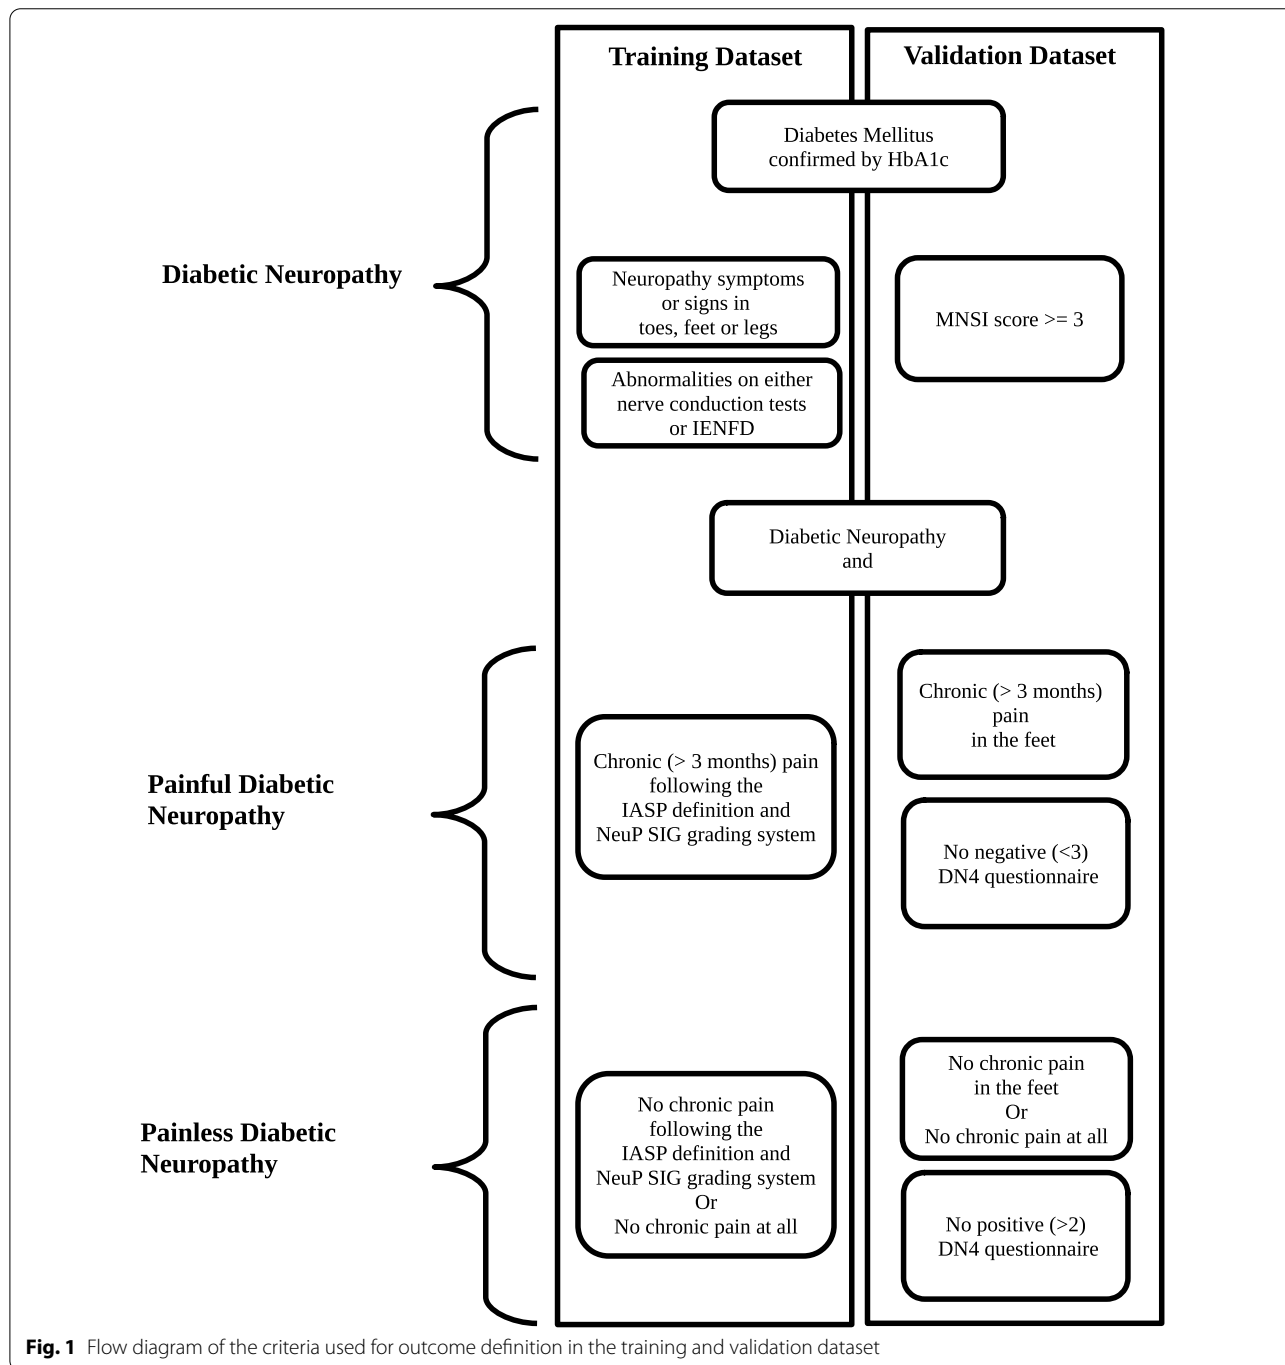 Training Dataset
Validation Dataset
Diabetes Mellitus
confirmed by HbA1c
Diabetic Neuropathy
Neuropathy symptoms
or signs in
toes, feet or legs
MNSI score >= 3
Abnormalities on either
nerve conduction tests
or IENFD
Diabetic Neuropathy
and
Painful Diabetic
Neuropathy
Chronic (> 3 months) pain
following the
IASP definition and
NeuP SIG grading system
Chronic (> 3 months)
pain
in the feet
No negative (<3)
DN4 questionnaire
Painless Diabetic
Neuropathy
No chronic pain
following the
IASP definition and
NeuP SIG grading system
Or
No chronic pain at all
No chronic pain
in the feet
Or
No chronic pain at all
No positive (>2)
DN4 questionnaire
Fig. 1 Flow diagram of the criteria used for outcome definition in the training and validation dataset